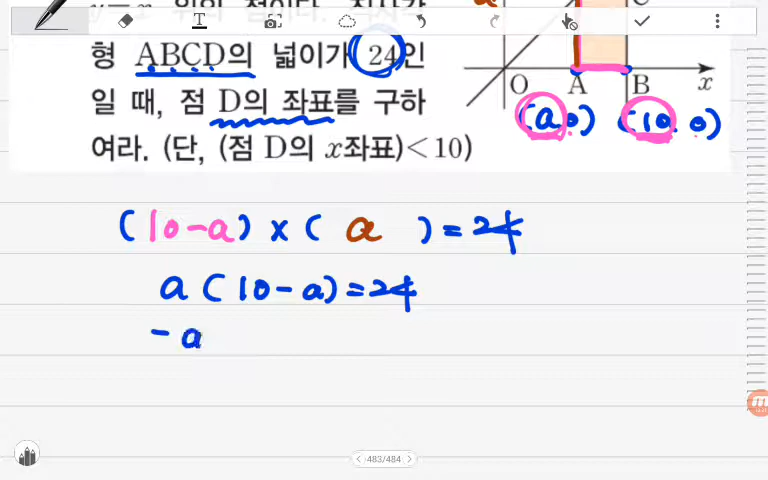 형 ABCD의 넓이가 24인
일 때, 점 D의 좌표를 구하
여라. (단, (점 D의 x좌표)<10)
O A B x
(a 0) (10 0)
(10-a) x ( a ) = 24
a (10-a) = 24
-a
483/484